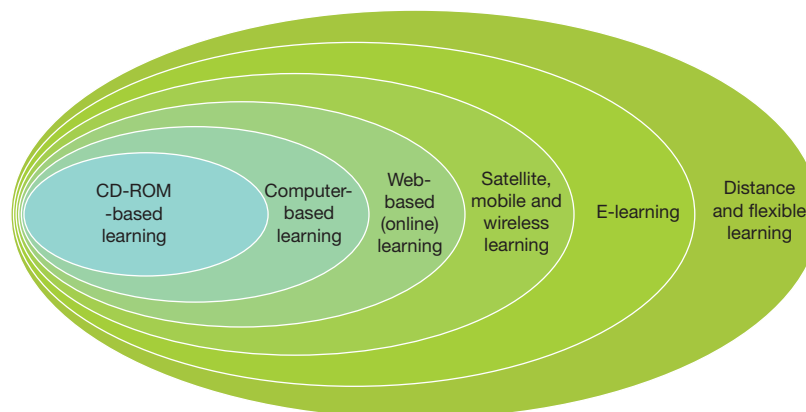 CD-ROM
-based
learning
Computer-
based
learning
Web-
based
(online)
learning
Satellite,
mobile and
wireless
learning
E-learning
Distance
and flexible
learning